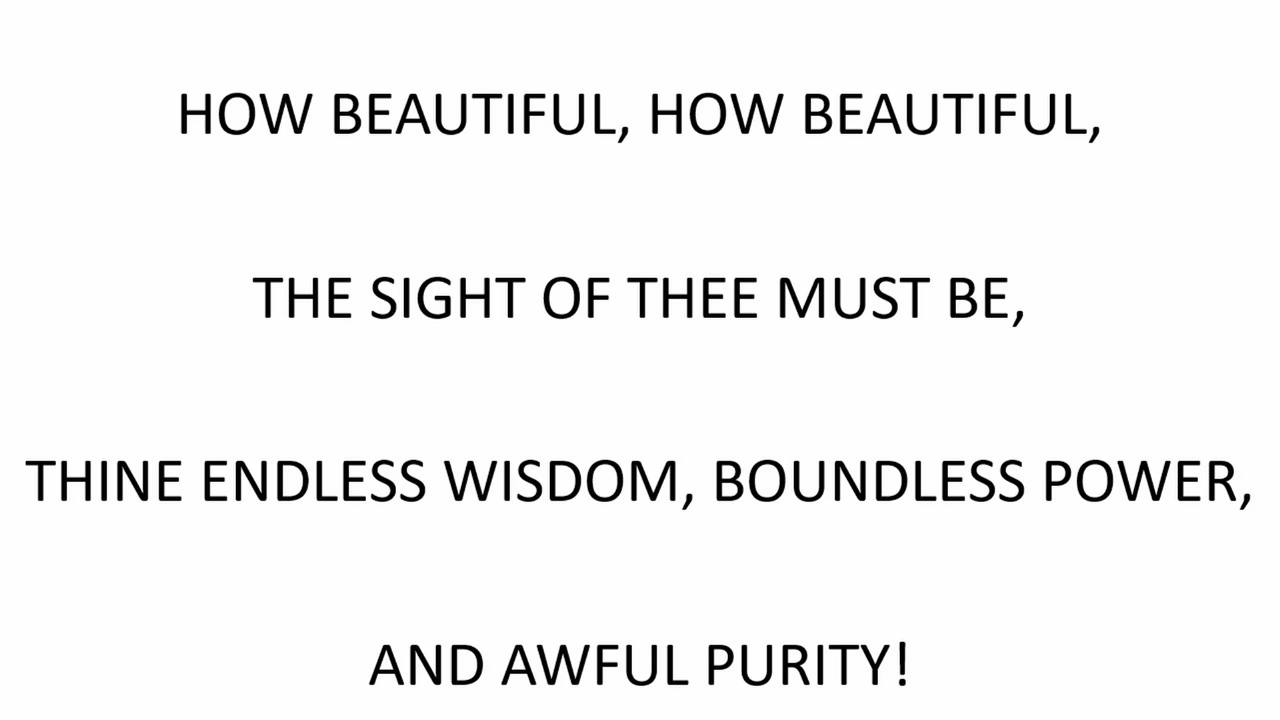 HOW BEAUTIFUL, HOW BEAUTIFUL,
THE SIGHT OF THEE MUST BE,
THINE ENDLESS WISDOM, BOUNDLESS POWER,
AND AWFUL PURITY!